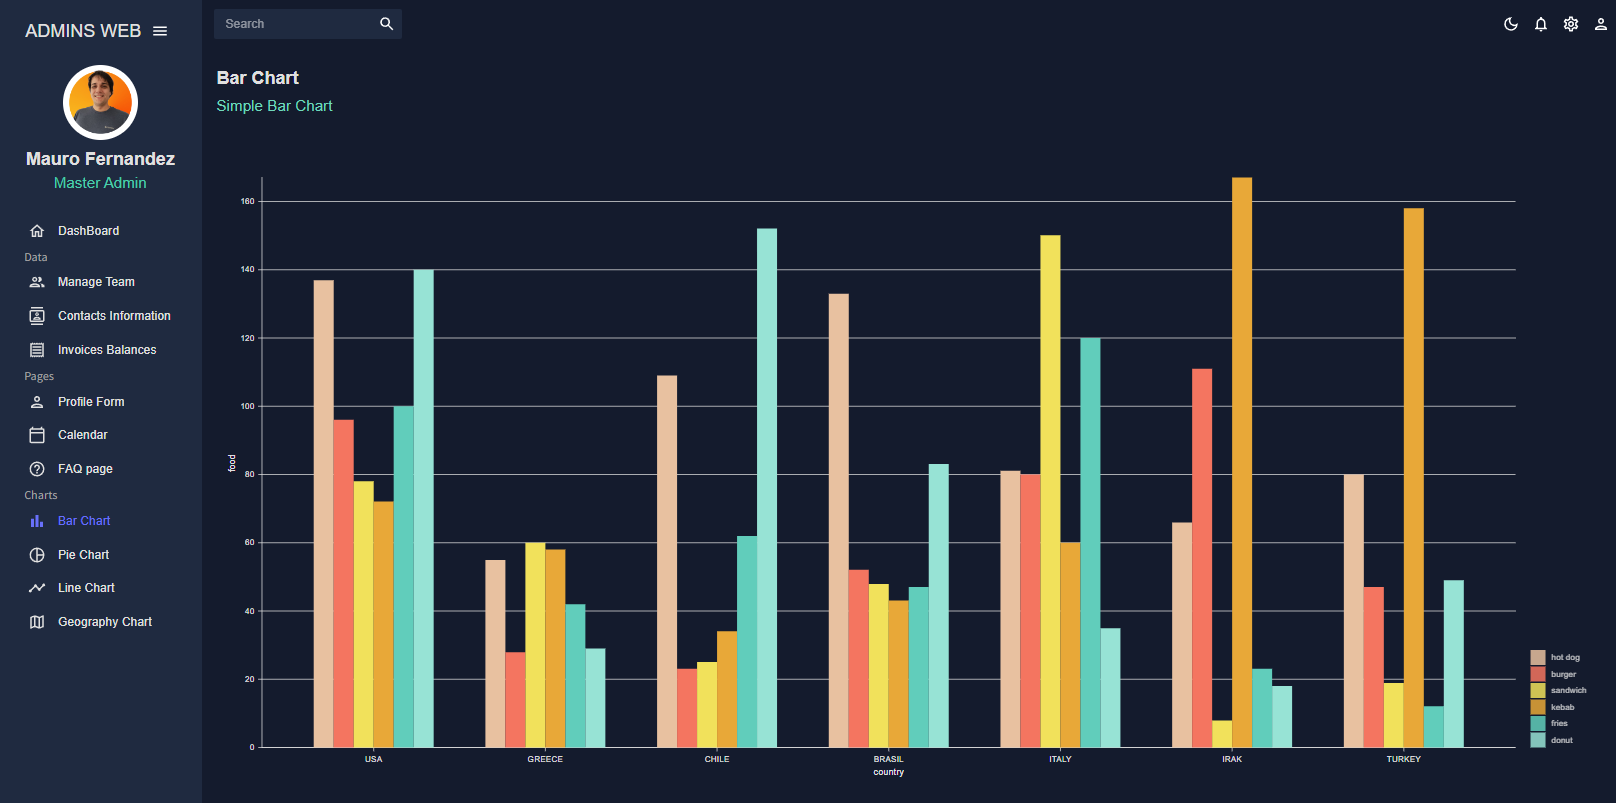 ADMINS WEB
Search
Mauro Fernandez
Master Admin
DashBoard
Data
Manage Team
Contacts Information
Invoices Balances
Pages
Profile Form
Calendar
FAQ page
Charts
Bar Chart
Pie Chart
Line Chart
Geography Chart
Bar Chart
Simple Bar Chart
160
140
120
100
80
60
40
20
0
food
USA GREECE CHILE BRASIL ITALY IRAK TURKEY
country
hot dog
burger
sandwich
kebab
fries
donut